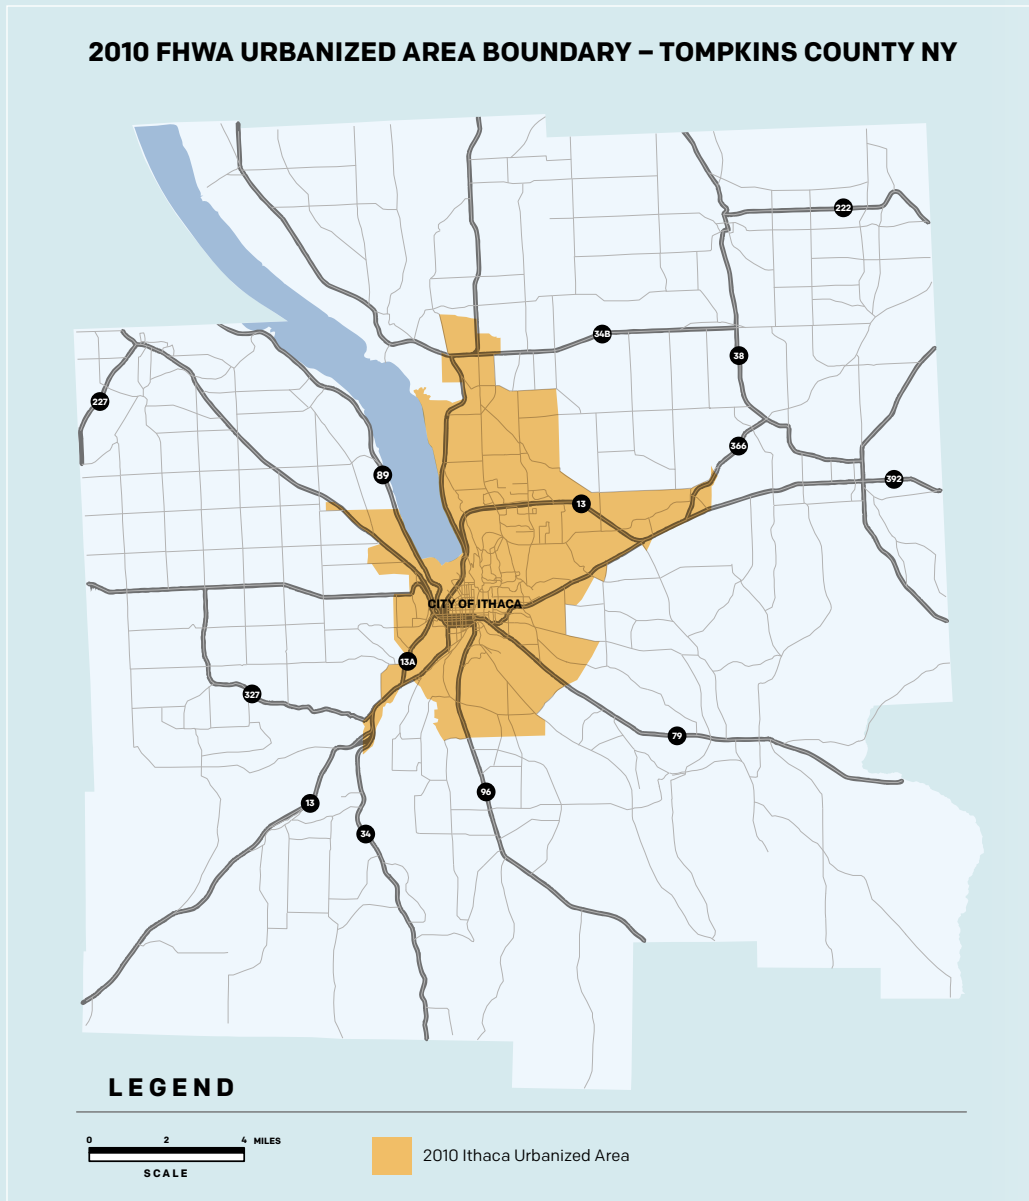 2010 FHWA URBANIZED AREA BOUNDARY – TOMPKINS COUNTY NY
222
34B
38
227
366
89
392
13
CITY OF ITHACA
13A
327
79
96
13
34
LEGEND
0 2 4 MILES
SCALE
2010 Ithaca Urbanized Area